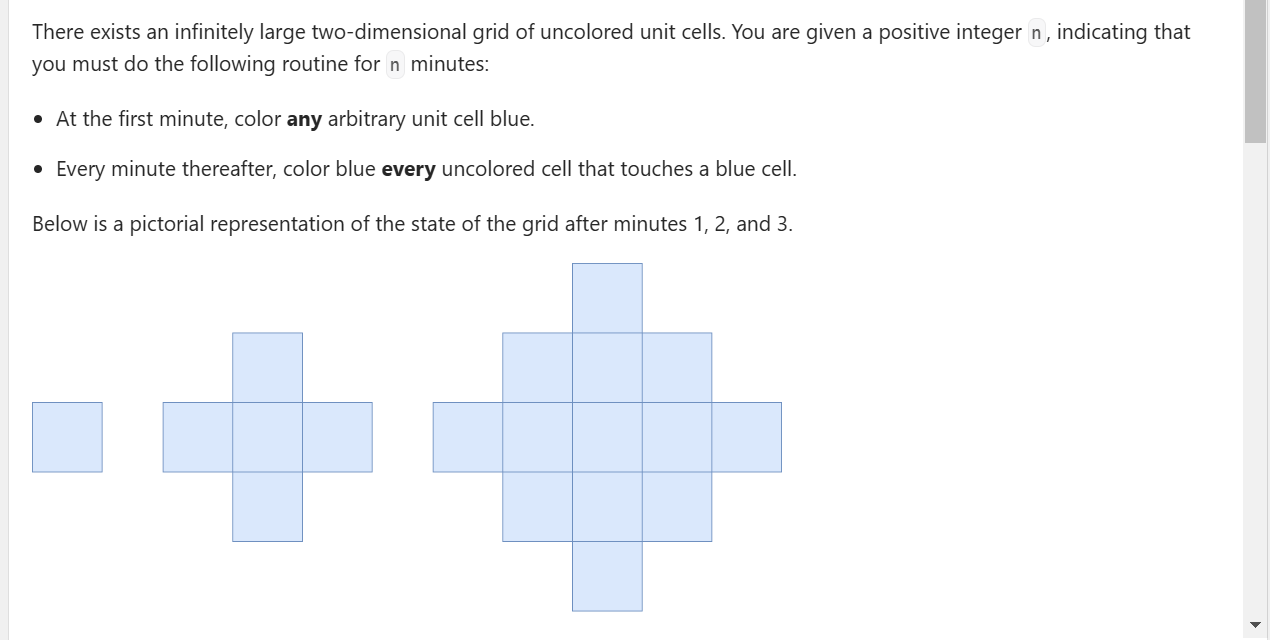 There exists an infinitely large two-dimensional grid of uncolored unit cells. You are given a positive integer n, indicating that
you must do the following routine for n minutes:
• At the first minute, color any arbitrary unit cell blue.
• Every minute thereafter, color blue every uncolored cell that touches a blue cell.
Below is a pictorial representation of the state of the grid after minutes 1, 2, and 3.